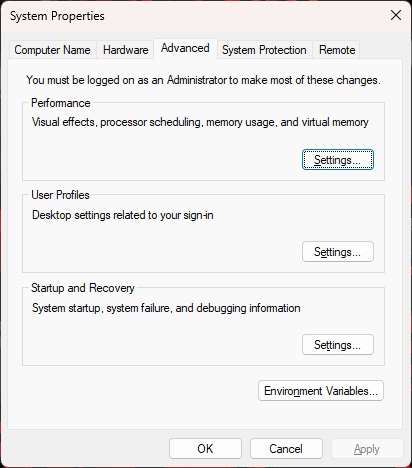 System Properties
Computer Name
Hardware
Advanced
System Protection
Remote
You must be logged on as an Administrator to make most of these changes.
Performance
Visual effects, processor scheduling, memory usage, and virtual memory
Settings...
User Profiles
Desktop settings related to your sign-in
Settings...
Startup and Recovery
System startup, system failure, and debugging information
Settings...
Environment Variables...
OK
Cancel
Apply